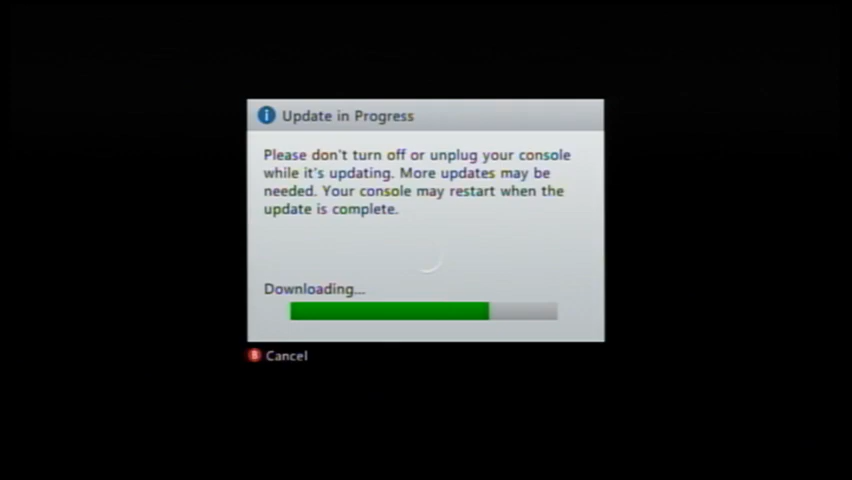 Update in Progress
Please don't turn off or unplug your console
while it's updating. More updates may be
needed. Your console may restart when the
update is complete.
Downloading...
B Cancel